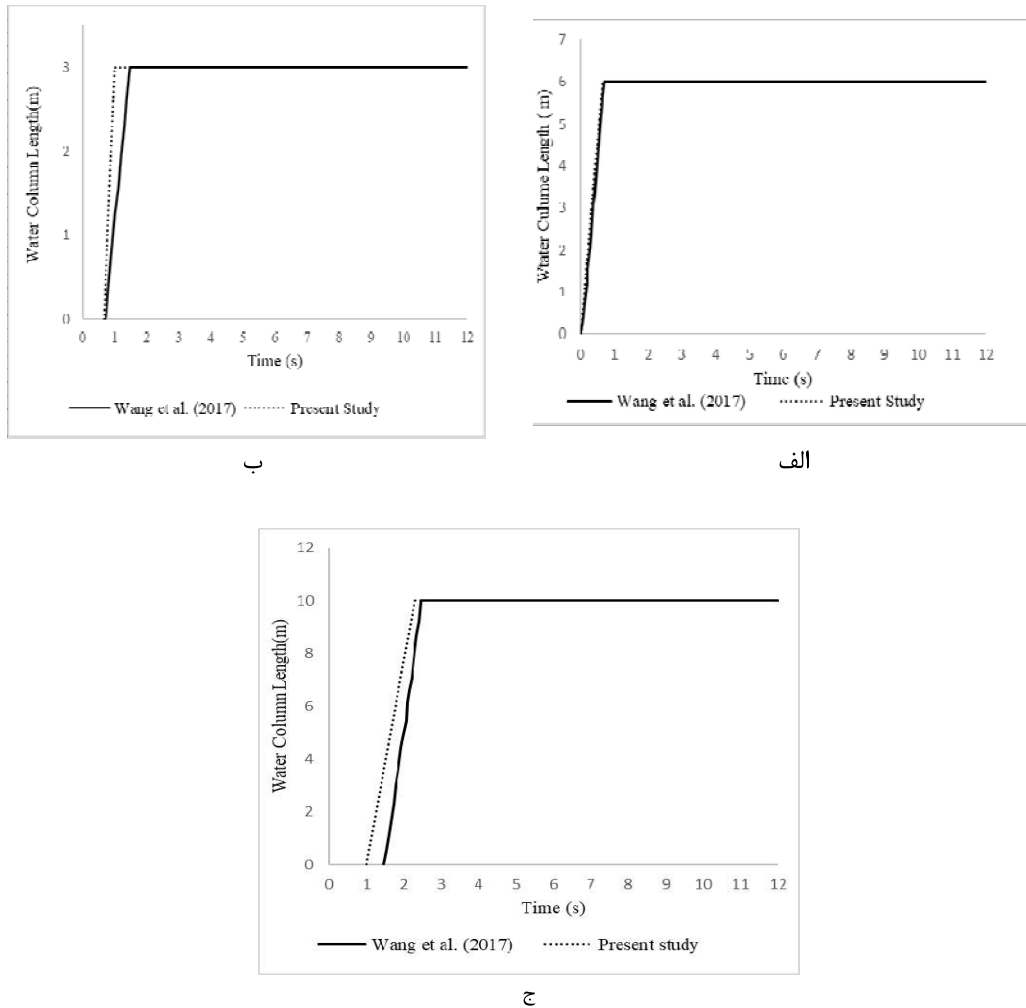 Water Column Length(m)
3
2
1
0
0 1 2 3 4 5 6 7 8 9 10 11 12
Time (s)
Wang et al. (2017) Present Study
ب
Wtater Culume Length ( m)
7
6
5
4
3
2
1
0
0 1 2 3 4 5 6 7 8 9 10 11 12
Time (s)
Wang et al. (2017) Present Study
الف
Water Column Length(m)
12
10
8
6
4
2
0
0 1 2 3 4 5 6 7 8 9 10 11 12
Time (s)
Wang et al. (2017) Present study
ج